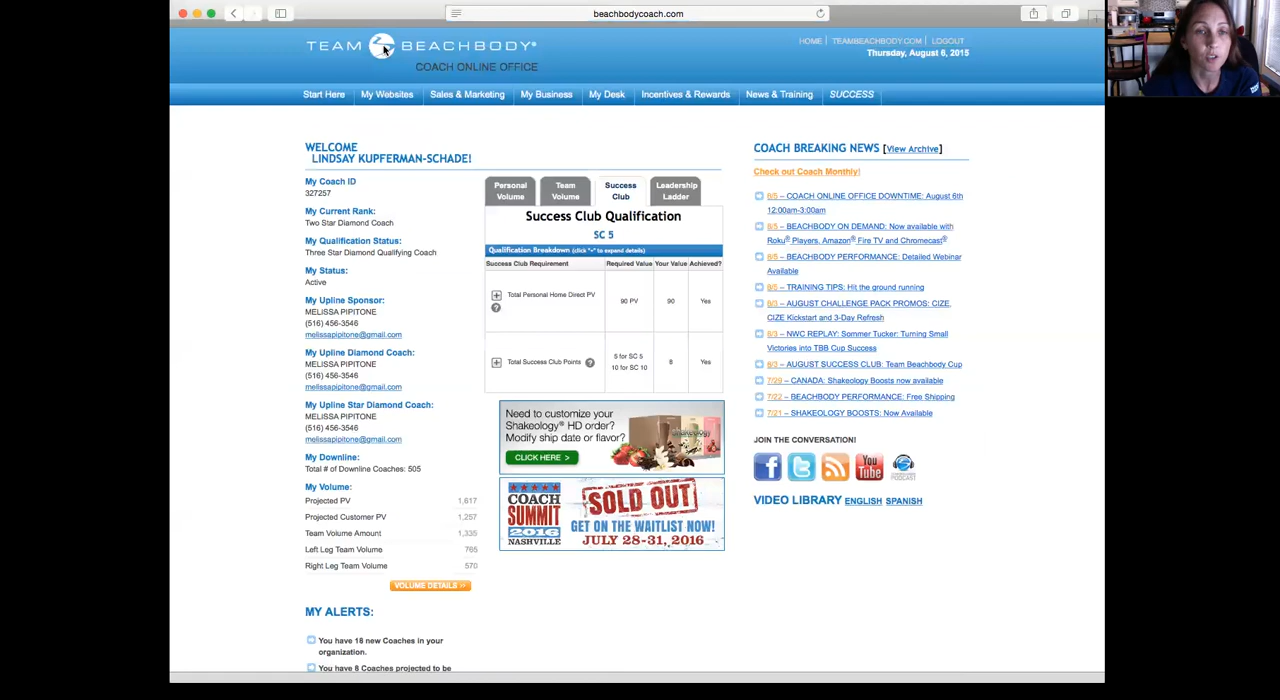 beachbodycoach.com
TEAM BEACHBODY®
COACH ONLINE OFFICE
HOME | TEAMBEACHBODY.COM | LOGOUT
Thursday, August 6, 2015
Start Here
My Websites
Sales & Marketing
My Business
My Desk
Incentives & Rewards
News & Training
SUCCESS
WELCOME
LINDSAY KUPFERMAN-SCHADE!
My Coach ID
327257
My Current Rank:
Two Star Diamond Coach
My Qualification Status:
Three Star Diamond Qualifying Coach
My Status:
Active
My Upline Sponsor:
MELISSA PIPITONE
(516) 456-3546
melissapipitone@gmail.com
My Upline Diamond Coach:
MELISSA PIPITONE
(516) 456-3546
melissapipitone@gmail.com
My Upline Star Diamond Coach:
MELISSA PIPITONE
(516) 456-3546
melissapipitone@gmail.com
My Downline:
Total # of Downline Coaches: 505
My Volume:
Projected PV 1,617
Projected Customer PV 1,257
Team Volume Amount 1,335
Left Leg Team Volume 765
Right Leg Team Volume 570
VOLUME DETAILS >>
MY ALERTS:
You have 18 new Coaches in your
organization.
You have 8 Coaches projected to be
Personal
Volume
Team
Volume
Success
Club
Leadership
Ladder
Success Club Qualification
SC 5
Qualification Breakdown (click "+" to expand details)
Success Club Requirement Required Value Your Value Achieved?
Total Personal Home Direct PV 90 PV 90 Yes
?
Total Success Club Points ? 5 for SC 5
10 for SC 10 8 Yes
Need to customize your
Shakeology® HD order?
Modify ship date or flavor?
CLICK HERE >
shakeology
COACH
SUMMIT
2016
NASHVILLE
SOLD OUT
GET ON THE WAITLIST NOW!
JULY 28-31, 2016
COACH BREAKING NEWS [View Archive]
Check out Coach Monthly!
8/5 – COACH ONLINE OFFICE DOWNTIME: August 6th
12:00am-3:00am
8/5 – BEACHBODY ON DEMAND: Now available with
Roku® Players, Amazon® Fire TV and Chromecast®
8/5 – BEACHBODY PERFORMANCE: Detailed Webinar
Available
8/5 – TRAINING TIPS: Hit the ground running
8/3 – AUGUST CHALLENGE PACK PROMOS: CIZE,
CIZE Kickstart and 3-Day Refresh
8/3 – NWC REPLAY: Sommer Tucker: Turning Small
Victories into TBB Cup Success
8/3 – AUGUST SUCCESS CLUB: Team Beachbody Cup
7/29 – CANADA: Shakeology Boosts now available
7/22 – BEACHBODY PERFORMANCE: Free Shipping
7/21 – SHAKEOLOGY BOOSTS: Now Available
JOIN THE CONVERSATION!
You
Tube
PODCAST
VIDEO LIBRARY ENGLISH SPANISH